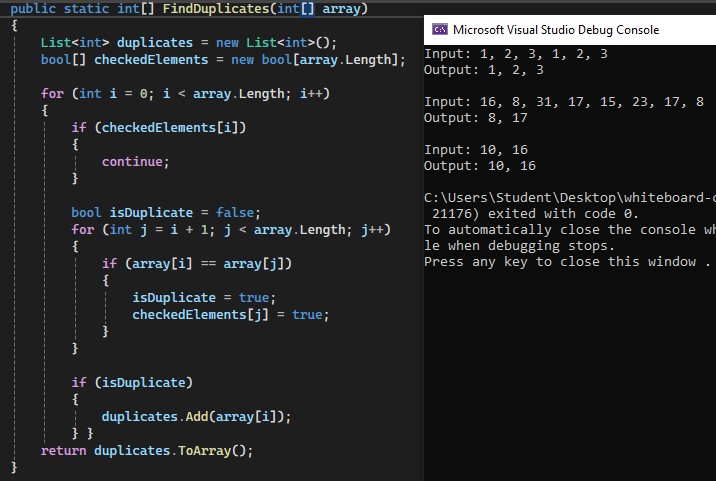 public static int[] FindDuplicates(int[] array)
{
List<int> duplicates = new List<int>();
bool[] checkedElements = new bool[array.Length];
for (int i = 0; i < array.Length; i++)
{
if (checkedElements[i])
{
continue;
}
bool isDuplicate = false;
for (int j = i + 1; j < array.Length; j++)
{
if (array[i] == array[j])
{
isDuplicate = true;
checkedElements[j] = true;
}
}
if (isDuplicate)
{
duplicates.Add(array[i]);
} }
return duplicates.ToArray();
}
Microsoft Visual Studio Debug Console
Input: 1, 2, 3, 1, 2, 3
Output: 1, 2, 3
Input: 16, 8, 31, 17, 15, 23, 17, 8
Output: 8, 17
Input: 10, 16
Output: 10, 16
C:\Users\Student\Desktop\whiteboard-
21176) exited with code 0.
To automatically close the console wh
le when debugging stops.
Press any key to close this window .